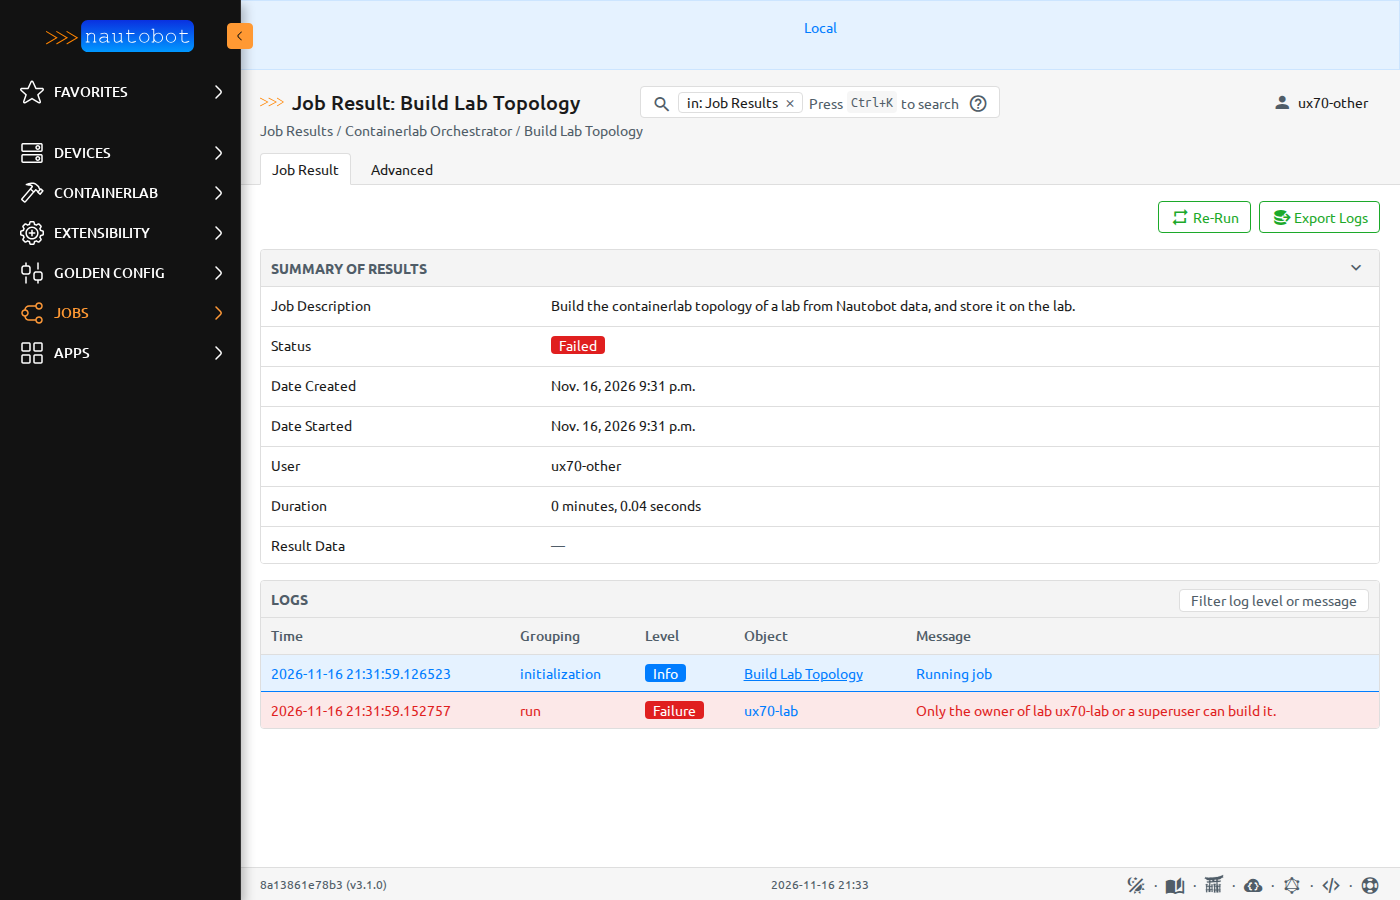 nautobot
Local
FAVORITES
DEVICES
CONTAINERLAB
EXTENSIBILITY
GOLDEN CONFIG
JOBS
APPS
Job Result: Build Lab Topology
in: Job Results × Press Ctrl+K to search
ux70-other
Job Results / Containerlab Orchestrator / Build Lab Topology
Job Result Advanced
Re-Run Export Logs
SUMMARY OF RESULTS
Job Description Build the containerlab topology of a lab from Nautobot data, and store it on the lab.
Status Failed
Date Created Nov. 16, 2026 9:31 p.m.
Date Started Nov. 16, 2026 9:31 p.m.
User ux70-other
Duration 0 minutes, 0.04 seconds
Result Data —
LOGS Filter log level or message
Time Grouping Level Object Message
2026-11-16 21:31:59.126523 initialization Info Build Lab Topology Running job
2026-11-16 21:31:59.152757 run Failure ux70-lab Only the owner of lab ux70-lab or a superuser can build it.
8a13861e78b3 (v3.1.0) 2026-11-16 21:33